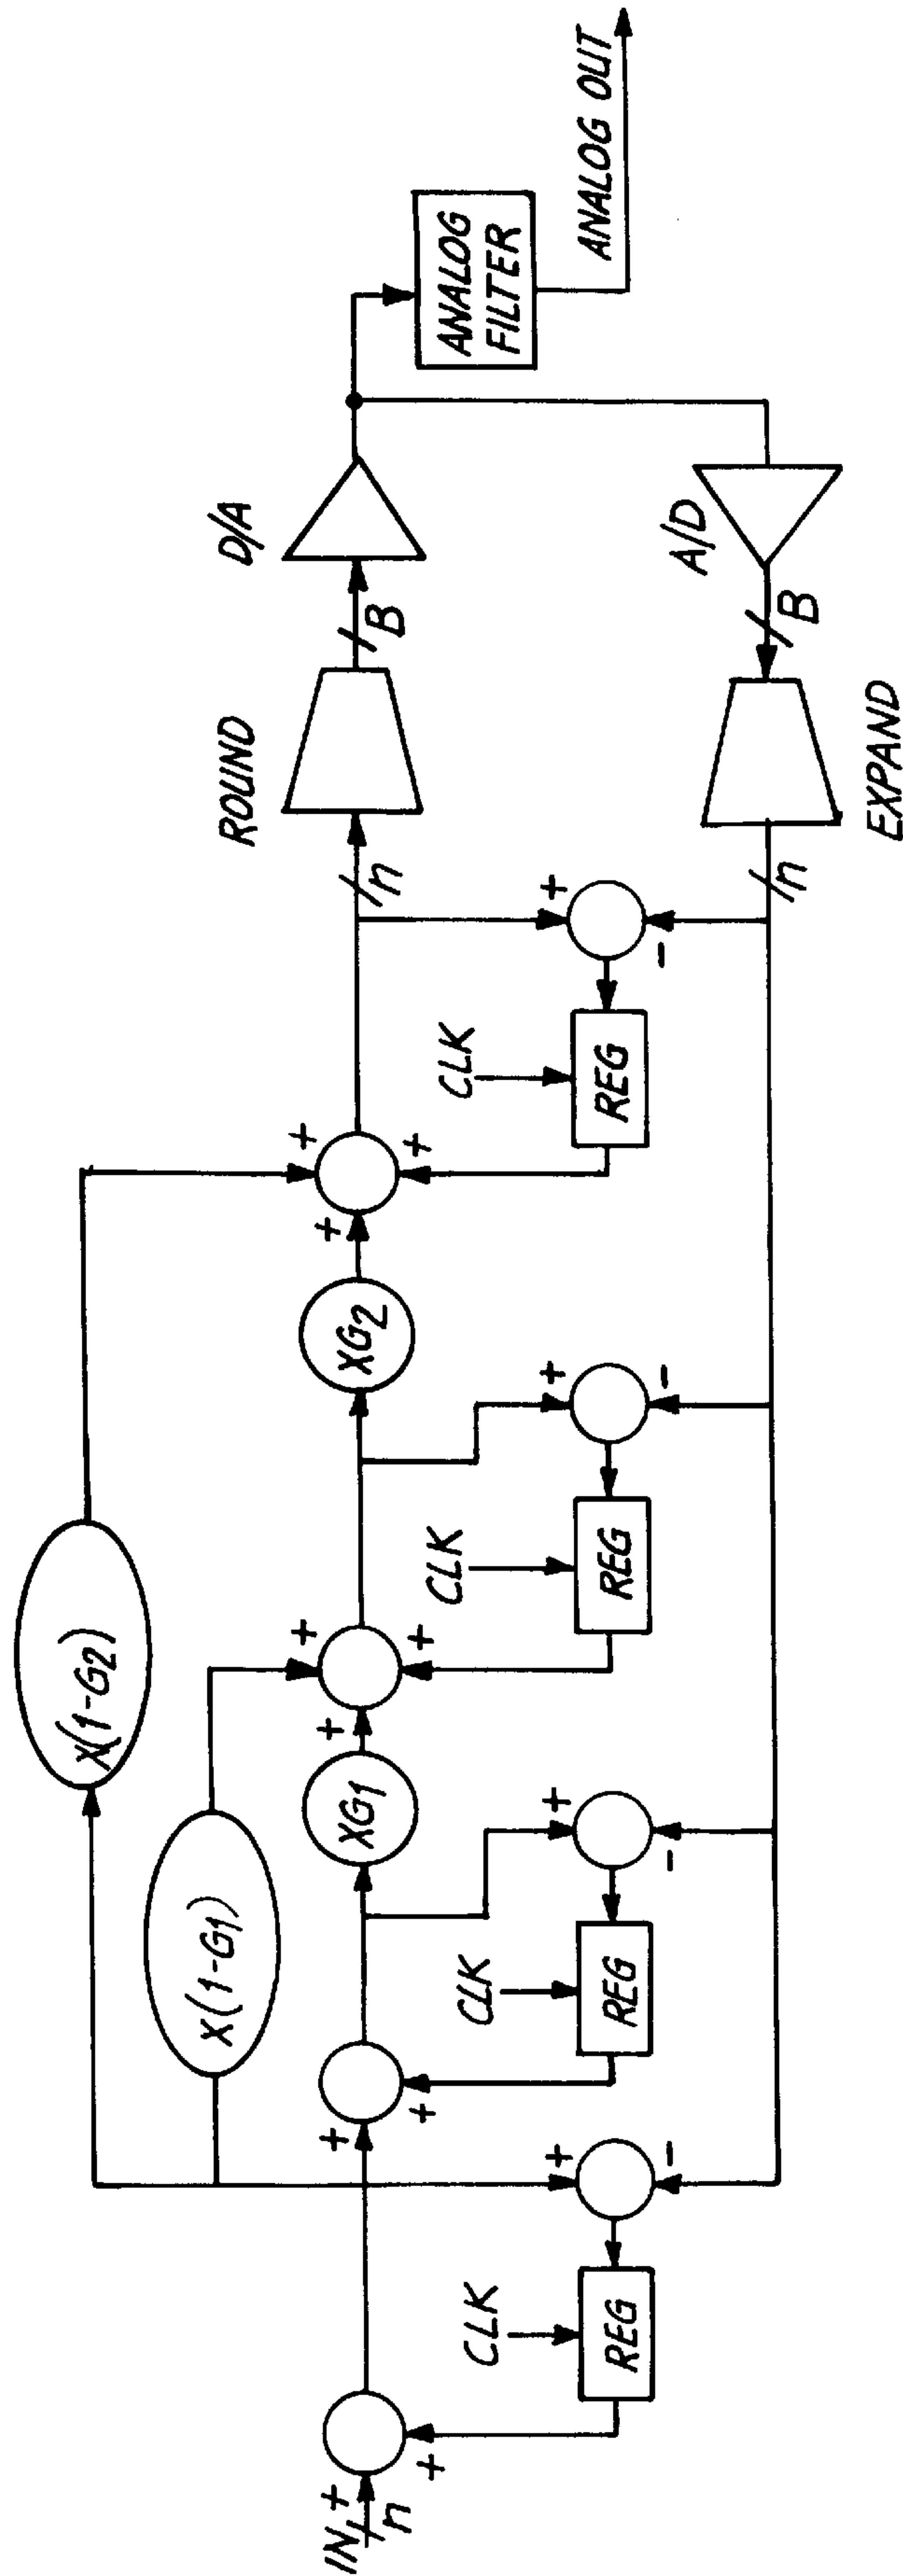 X(1-G2)
X(1-G1)
IN + n
+
+
+
XG1
+
+
+
XG2
+
+
+
n
ROUND
B
D/A
ANALOG
FILTER
ANALOG OUT
CLK
REG
+
-
CLK
REG
+
-
CLK
REG
+
-
CLK
REG
+
-
n
EXPAND
B
A/D